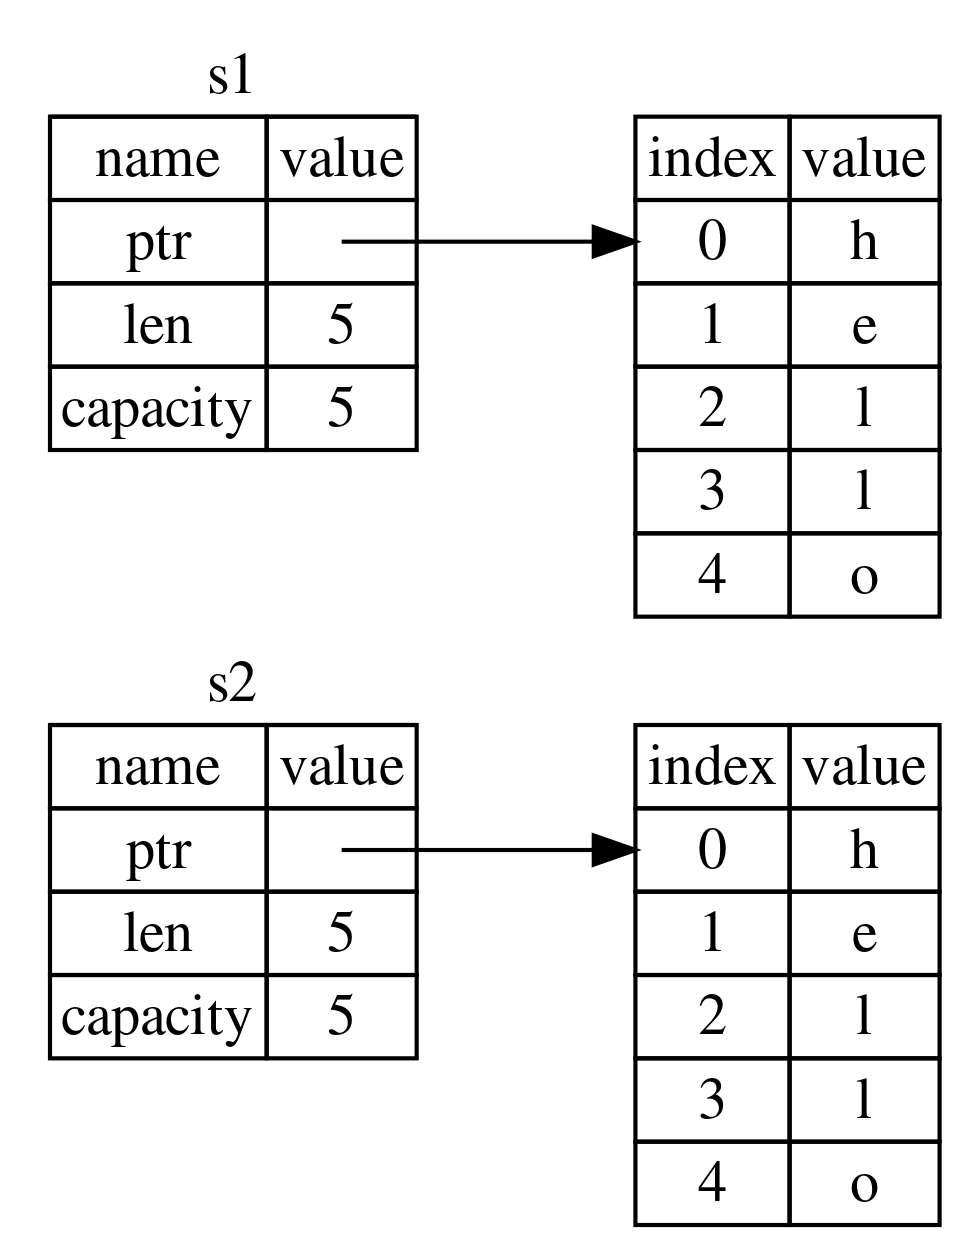 s1
name value
ptr
len 5
capacity 5
index value
0 h
1 e
2 l
3 l
4 o
s2
name value
ptr
len 5
capacity 5
index value
0 h
1 e
2 l
3 l
4 o